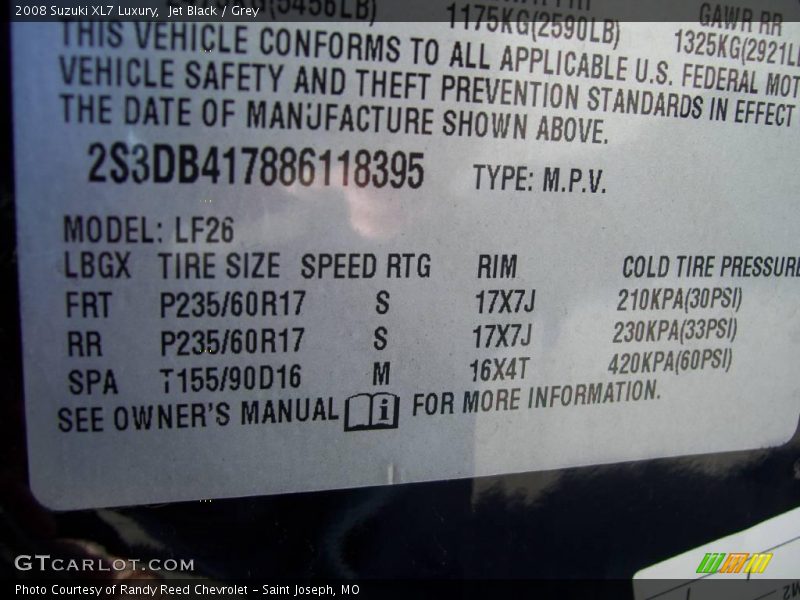 2008 Suzuki XL7 Luxury, Jet Black / Grey
1175KG(2590LB)
GAWR RR
1325KG(2921L
THIS VEHICLE CONFORMS TO ALL APPLICABLE U.S. FEDERAL MOT
VEHICLE SAFETY AND THEFT PREVENTION STANDARDS IN EFFECT
THE DATE OF MANUFACTURE SHOWN ABOVE.
2S3DB417886118395 TYPE: M.P.V.
MODEL: LF26
LBGX TIRE SIZE SPEED RTG RIM COLD TIRE PRESSURE
FRT P235/60R17 S 17X7J 210KPA(30PSI)
RR P235/60R17 S 17X7J 230KPA(33PSI)
SPA T155/90D16 M 16X4T 420KPA(60PSI)
SEE OWNER'S MANUAL i FOR MORE INFORMATION.
GTCARLOT.COM
Photo Courtesy of Randy Reed Chevrolet – Saint Joseph, MO